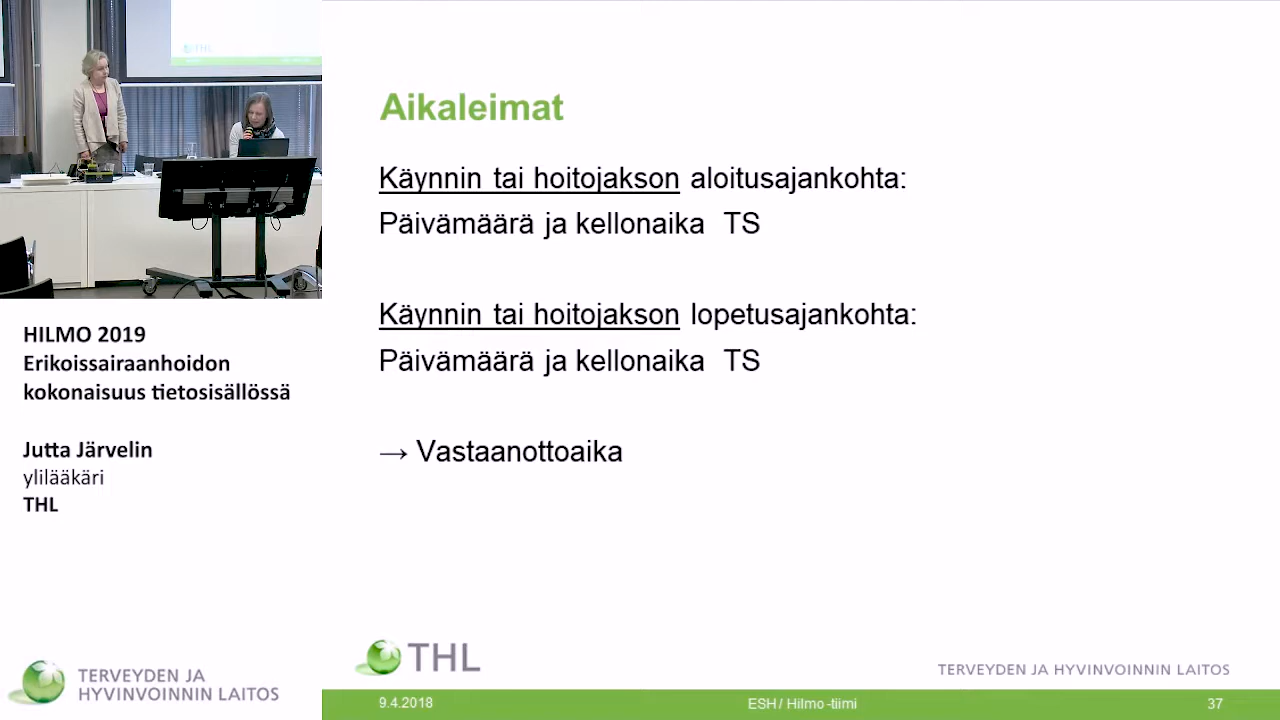 THL
HILMO 2019
Erikoissairaanhoidon
kokonaisuus tietosisällössä
Jutta Järvelin
ylilääkäri
THL
TERVEYDEN JA
HYVINVOINNIN LAITOS
Aikaleimat
Käynnin tai hoitojakson aloitusajankohta:
Päivämäärä ja kellonaika TS
Käynnin tai hoitojakson lopetusajankohta:
Päivämäärä ja kellonaika TS
→ Vastaanottoaika
THL
TERVEYDEN JA HYVINVOINNIN LAITOS
9.4.2018
ESH / Hilmo -tiimi
37